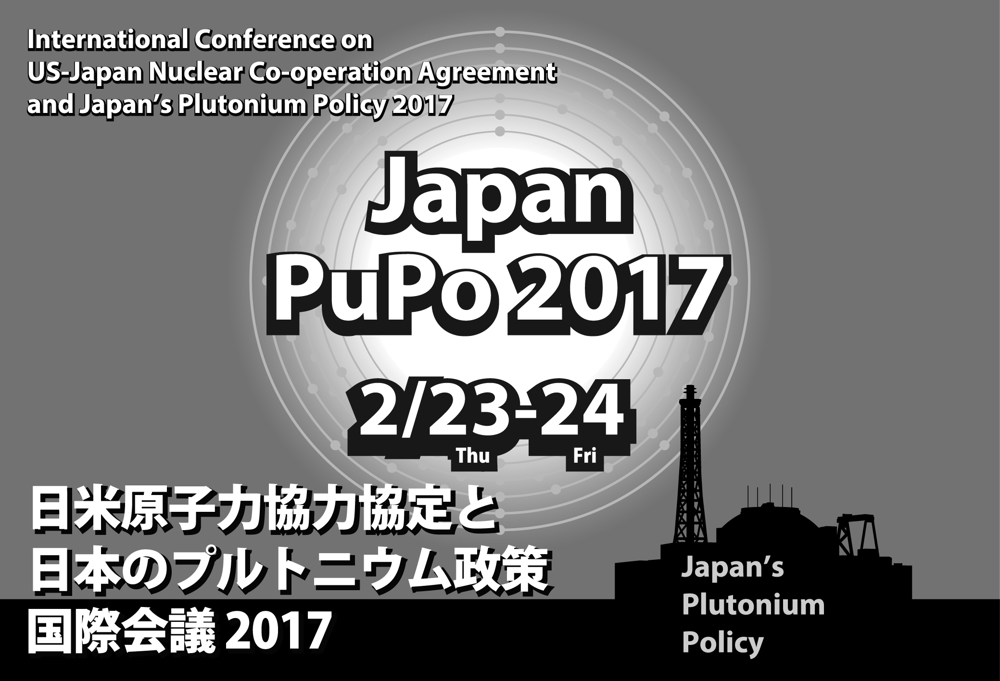 International Conference on
US-Japan Nuclear Co-operation Agreement
and Japan’s Plutonium Policy 2017
Japan
PuPo 2017
2/23-24
Thu Fri
日米原子力協力協定と
日本のプルトニウム政策
国際会議 2017
Japan’s
Plutonium
Policy